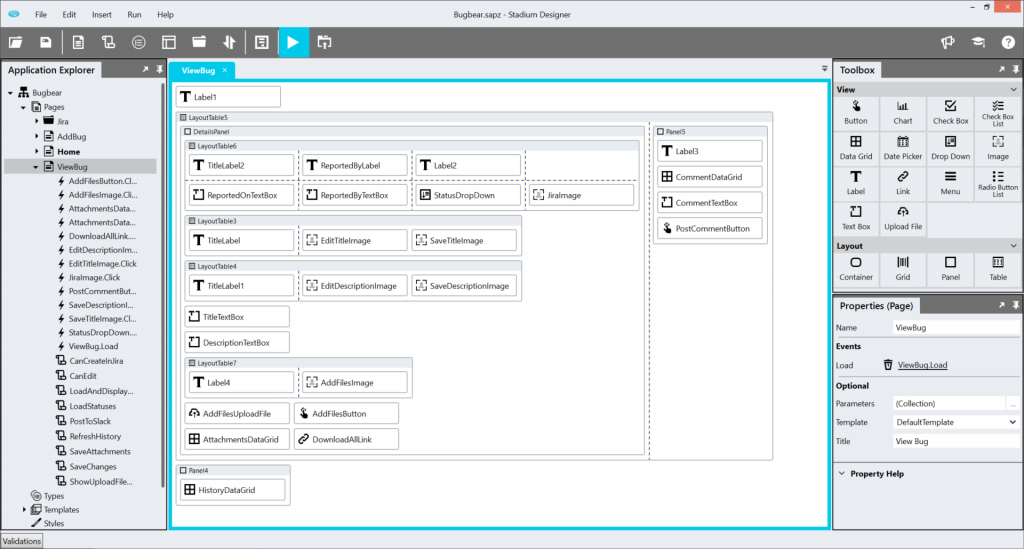 Bugbear.sapz - Stadium Designer
File Edit Insert Run Help
Application Explorer
Bugbear
Pages
Jira
AddBug
Home
ViewBug
AddFilesButton.Cl...
AddFilesImage.Cli...
AttachmentsData...
AttachmentsData...
DownloadAllLink....
EditDescriptionIm...
EditTitleImage.Click
JiraImage.Click
PostCommentBut...
SaveDescriptionI...
SaveTitleImage.Cl...
StatusDropDown....
ViewBug.Load
CanCreateInJira
CanEdit
LoadAndDisplay...
LoadStatuses
PostToSlack
RefreshHistory
SaveAttachments
SaveChanges
ShowUploadFile...
Types
Templates
Styles
Validations
ViewBug
Label1
LayoutTable5
DetailsPanel
LayoutTable6
TitleLabel2 ReportedByLabel Label2
ReportedOnTextBox ReportedByTextBox StatusDropDown JiraImage
LayoutTable3
TitleLabel EditTitleImage SaveTitleImage
LayoutTable4
TitleLabel1 EditDescriptionImage SaveDescriptionImage
TitleTextBox
DescriptionTextBox
LayoutTable7
Label4 AddFilesImage
AddFilesUploadFile AddFilesButton
AttachmentsDataGrid DownloadAllLink
Panel5
Label3
CommentDataGrid
CommentTextBox
PostCommentButton
Panel4
HistoryDataGrid
Toolbox
View
Button Chart Check Box Check Box List
Data Grid Date Picker Drop Down Image
Label Link Menu Radio Button List
Text Box Upload File
Layout
Container Grid Panel Table
Properties (Page)
Name ViewBug
Events
Load ViewBug.Load
Optional
Parameters (Collection) ...
Template DefaultTemplate
Title View Bug
Property Help